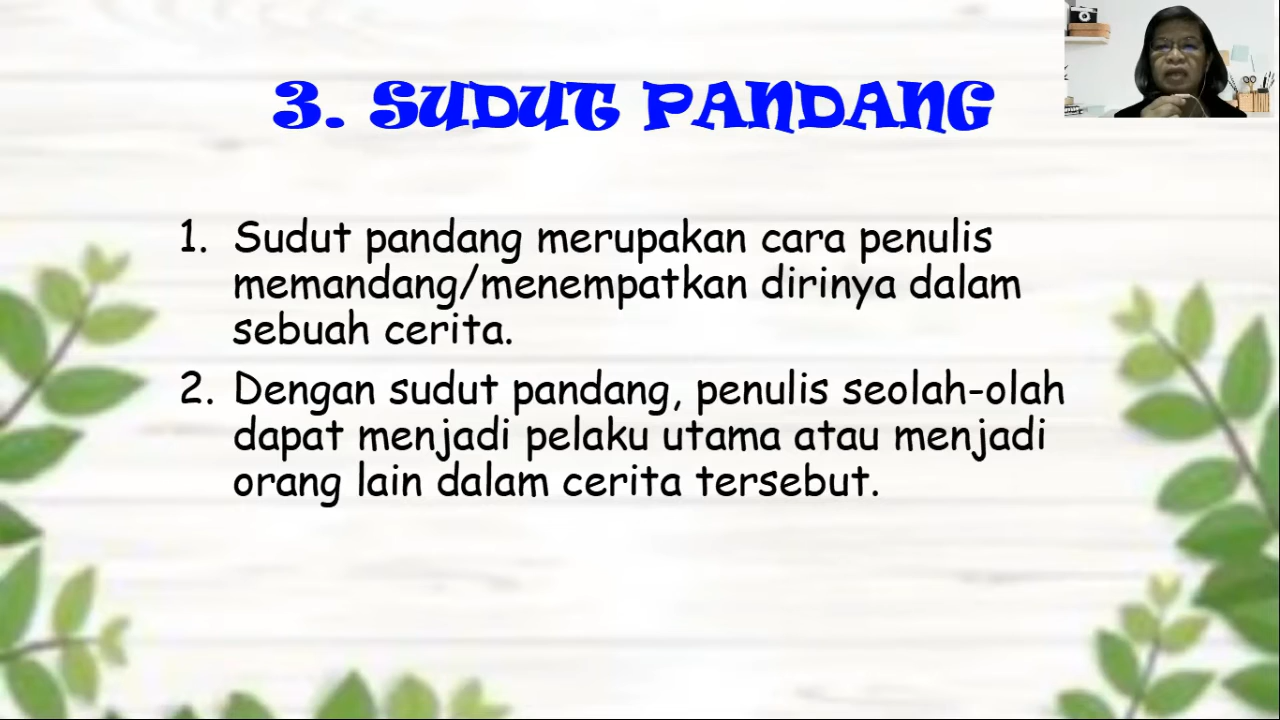 3. SUDUT PANDANG
1. Sudut pandang merupakan cara penulis
memandang/menempatkan dirinya dalam
sebuah cerita.
2. Dengan sudut pandang, penulis seolah-olah
dapat menjadi pelaku utama atau menjadi
orang lain dalam cerita tersebut.